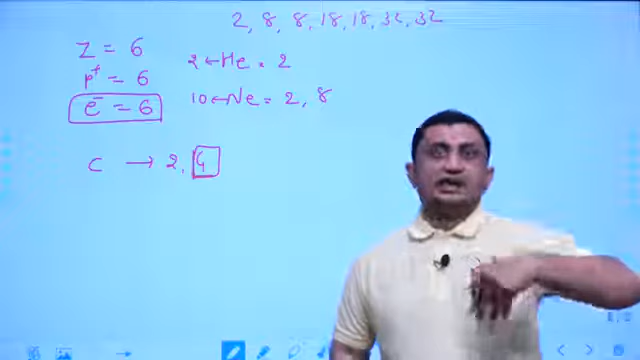 2, 8, 8, 18, 18, 32, 32
Z = 6
p⁺ = 6
e⁻ = 6
2 ← He = 2
10 ← Ne = 2, 8
C → 2, 4